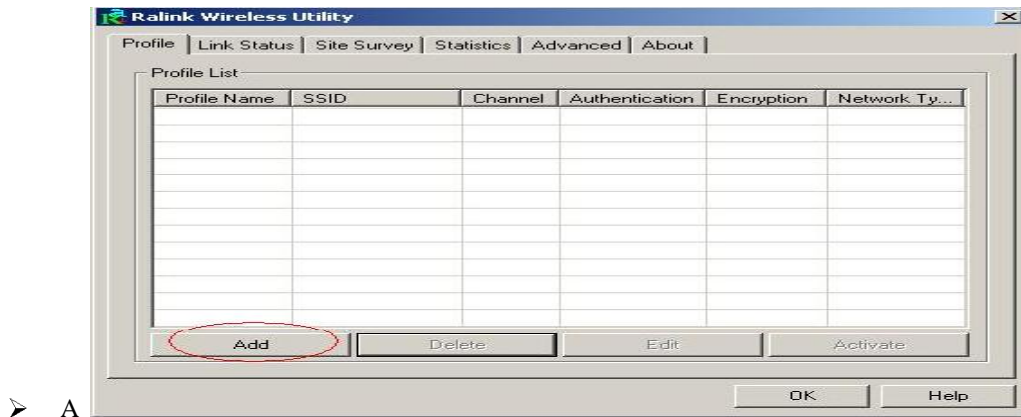 Ralink Wireless Utility
Profile Link Status Site Survey Statistics Advanced About
Profile List
Profile Name SSID Channel Authentication Encryption Network Ty...
Add Delete Edit Activate
OK Help
➢ A